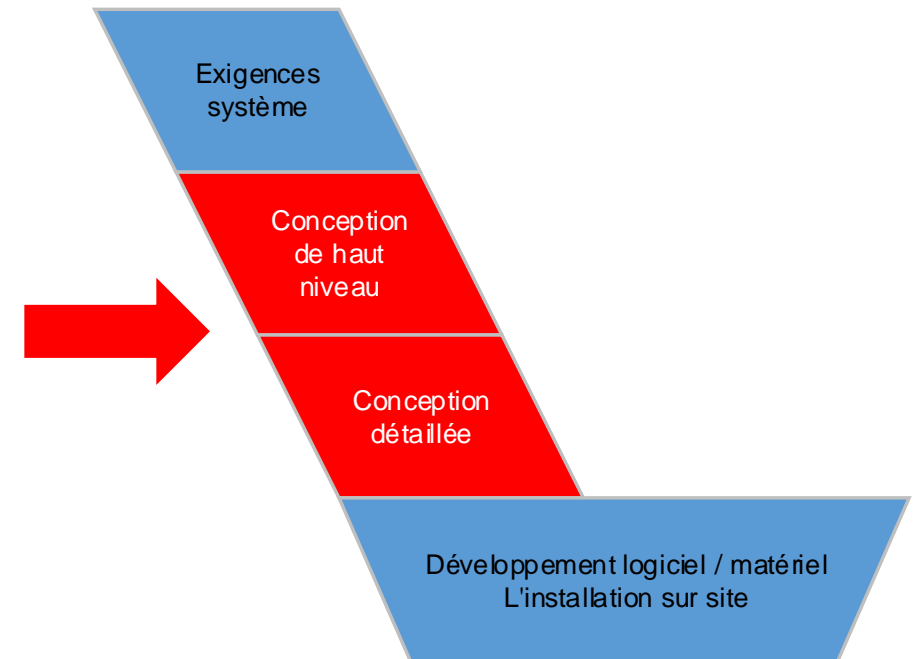 Exigences
système
Conception
de haut
niveau
Conception
détaillée
Développement logiciel / matériel
L'installation sur site